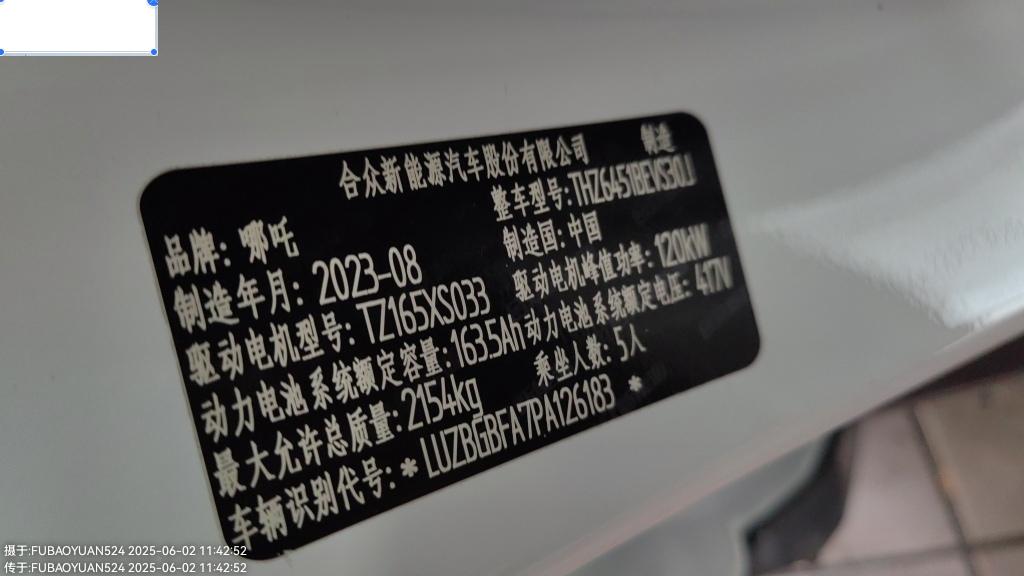 合众新能源汽车股份有限公司 制造
品牌：哪吒 整车型号：THZ6451BEVS30JJ
制造年月：2023-08 制造国：中国
驱动电机型号：TZ165XS033 驱动电机峰值功率：120kW
动力电池系统额定容量：163.5Ah 动力电池系统额定电压：417V
最大允许总质量：2154kg 乘坐人数：5人
车辆识别代号：* LUZBGBFA7PA126183 *
摄于:FUBAOYUAN524 2025-06-02 11:42:52
传于:FUBAOYUAN524 2025-06-02 11:42:52